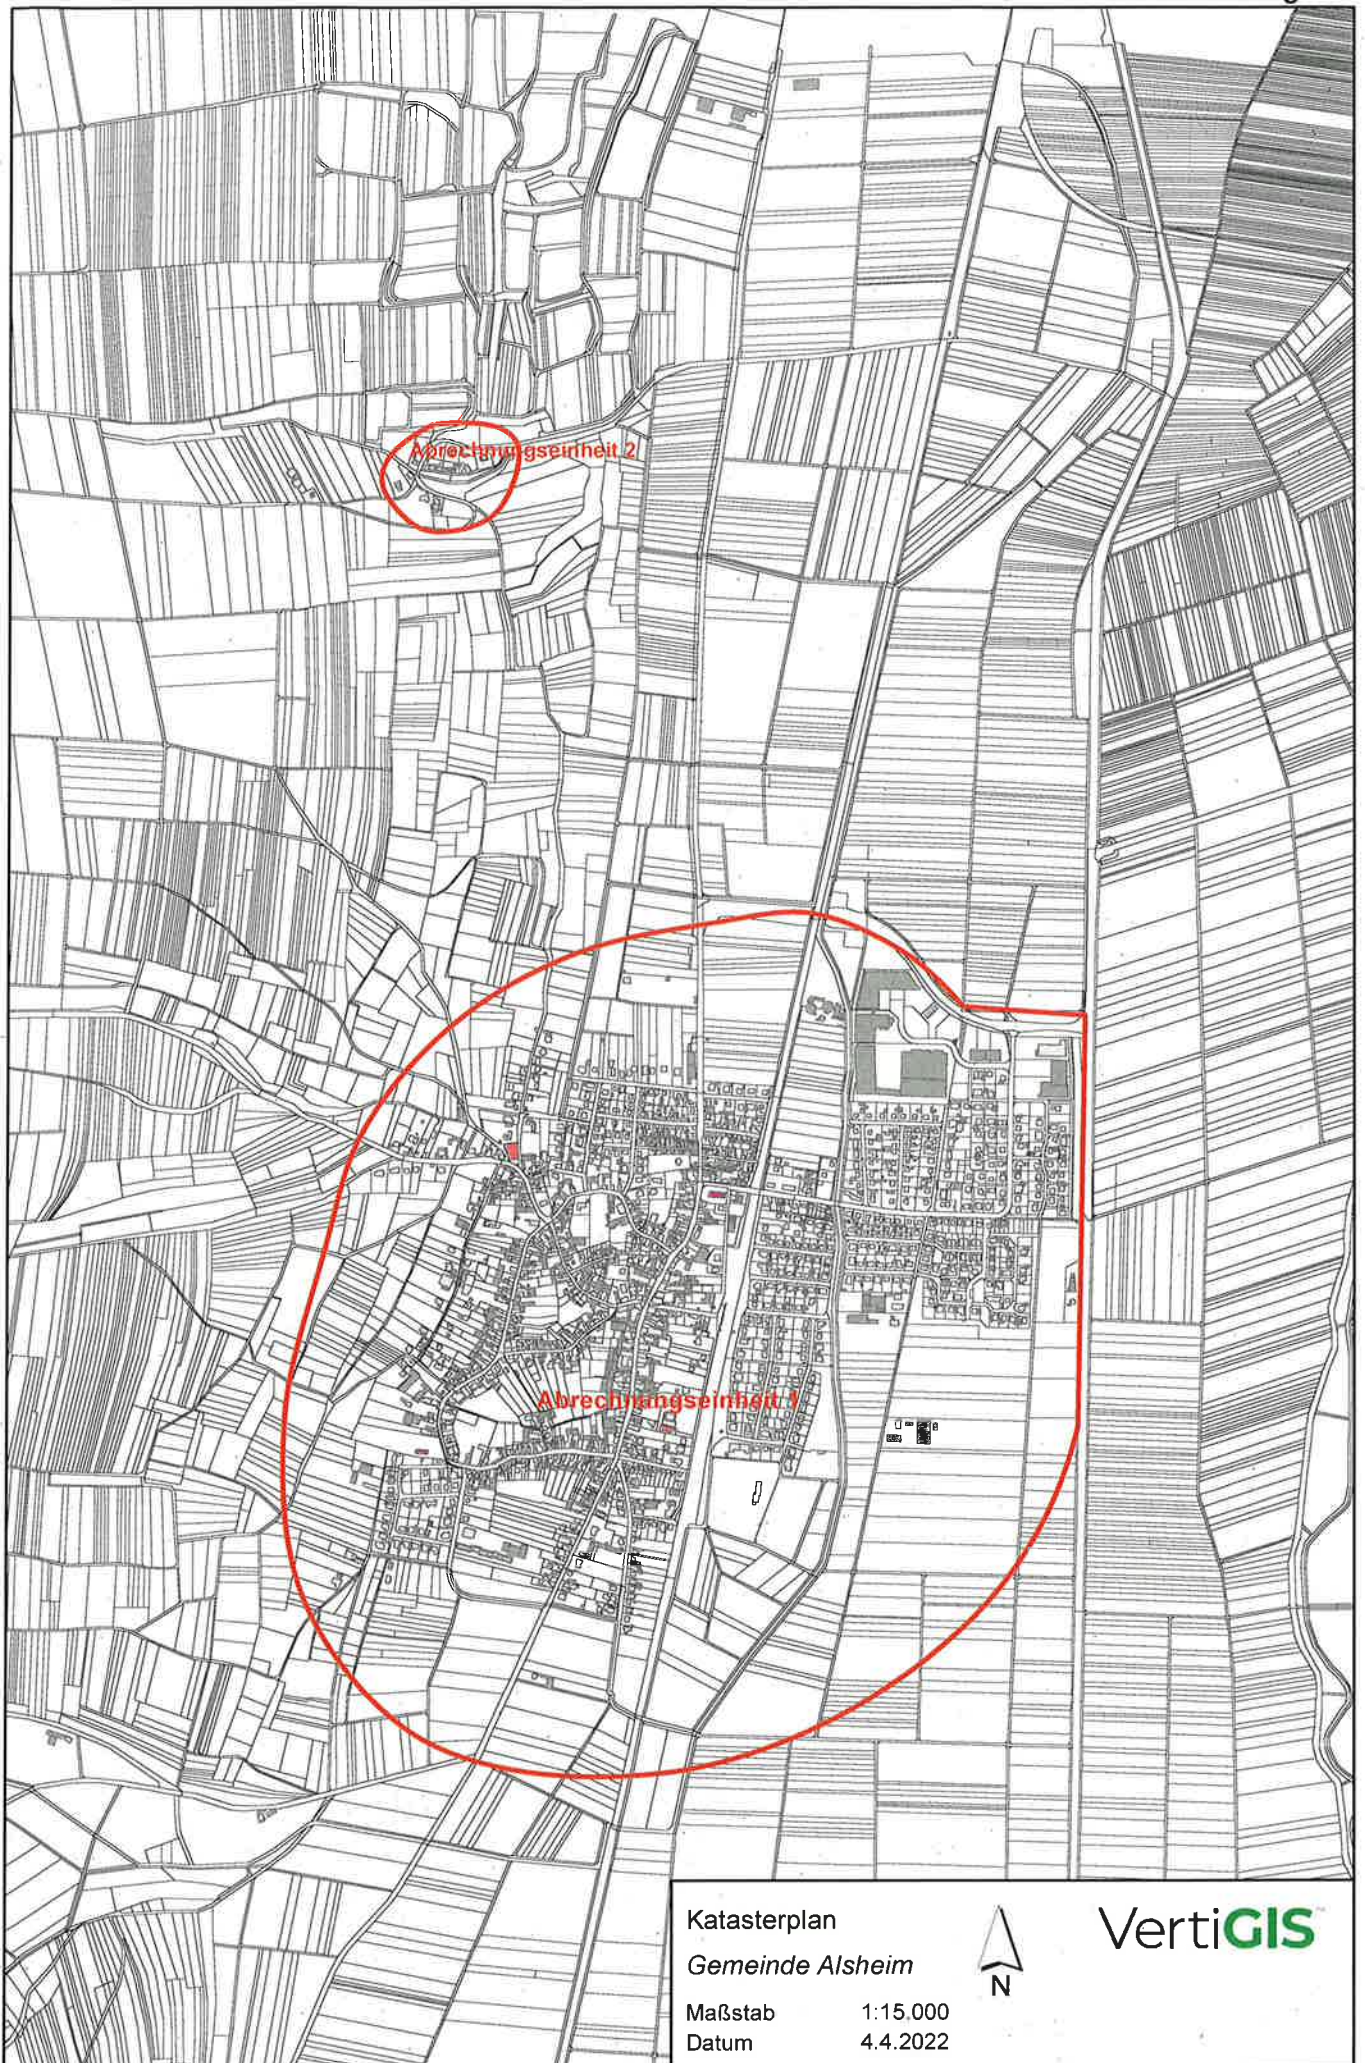 Abrechnungseinheit 2
Abrechnungseinheit 1
Katasterplan
Gemeinde Alsheim
Maßstab 1:15.000
Datum 4.4.2022
N
VertiGIS